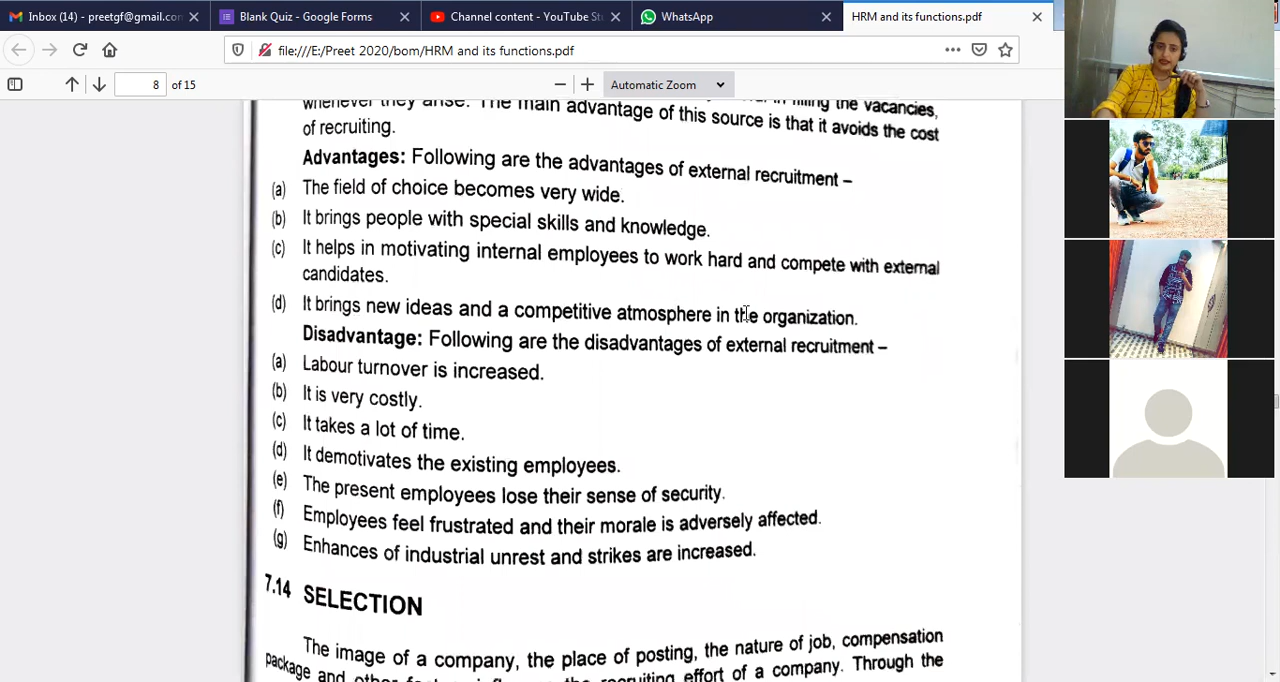 Inbox (14) - preetgf@gmail.con
Blank Quiz - Google Forms
Channel content - YouTube St
WhatsApp
HRM and its functions.pdf
file:///E:/Preet 2020/bom/HRM and its functions.pdf
8 of 15
Automatic Zoom
whenever they arise. The main advantage of this source is that it avoids the cost
in filling the vacancies,
of recruiting.
Advantages: Following are the advantages of external recruitment –
(a) The field of choice becomes very wide.
(b) It brings people with special skills and knowledge.
(c) It helps in motivating internal employees to work hard and compete with external
candidates.
(d) It brings new ideas and a competitive atmosphere in the organization.
Disadvantage: Following are the disadvantages of external recruitment –
(a) Labour turnover is increased.
(b) It is very costly.
(c) It takes a lot of time.
(d) It demotivates the existing employees.
(e) The present employees lose their sense of security.
(f) Employees feel frustrated and their morale is adversely affected.
(g) Enhances of industrial unrest and strikes are increased.
7.14 SELECTION
The image of a company, the place of posting, the nature of job, compensation
package and other recruiting effort of a company. Through the